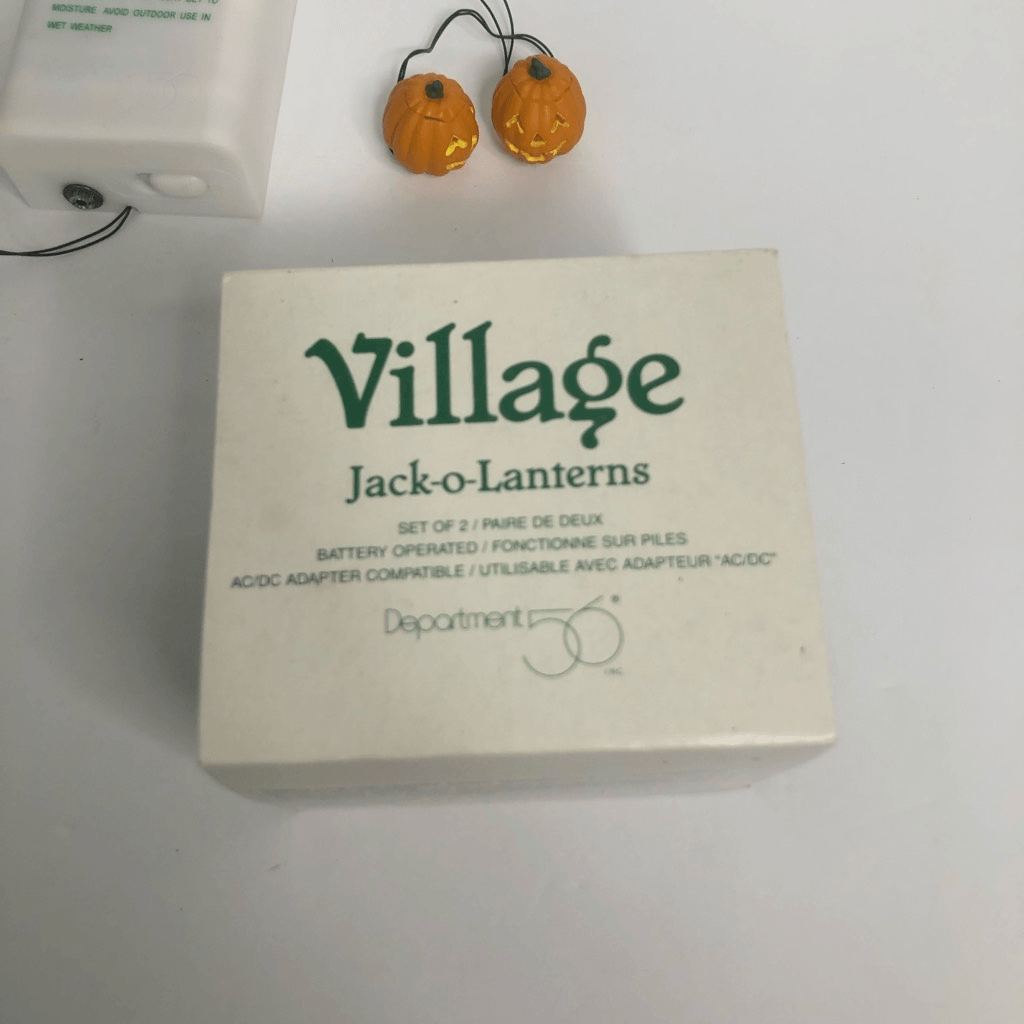 MOISTURE AVOID OUTDOOR USE IN
WET WEATHER
Village
Jack-o-Lanterns
SET OF 2 / PAIRE DE DEUX
BATTERY OPERATED / FONCTIONNE SUR PILES
AC/DC ADAPTER COMPATIBLE / UTILISABLE AVEC ADAPTEUR "AC/DC"
Department 56
INC